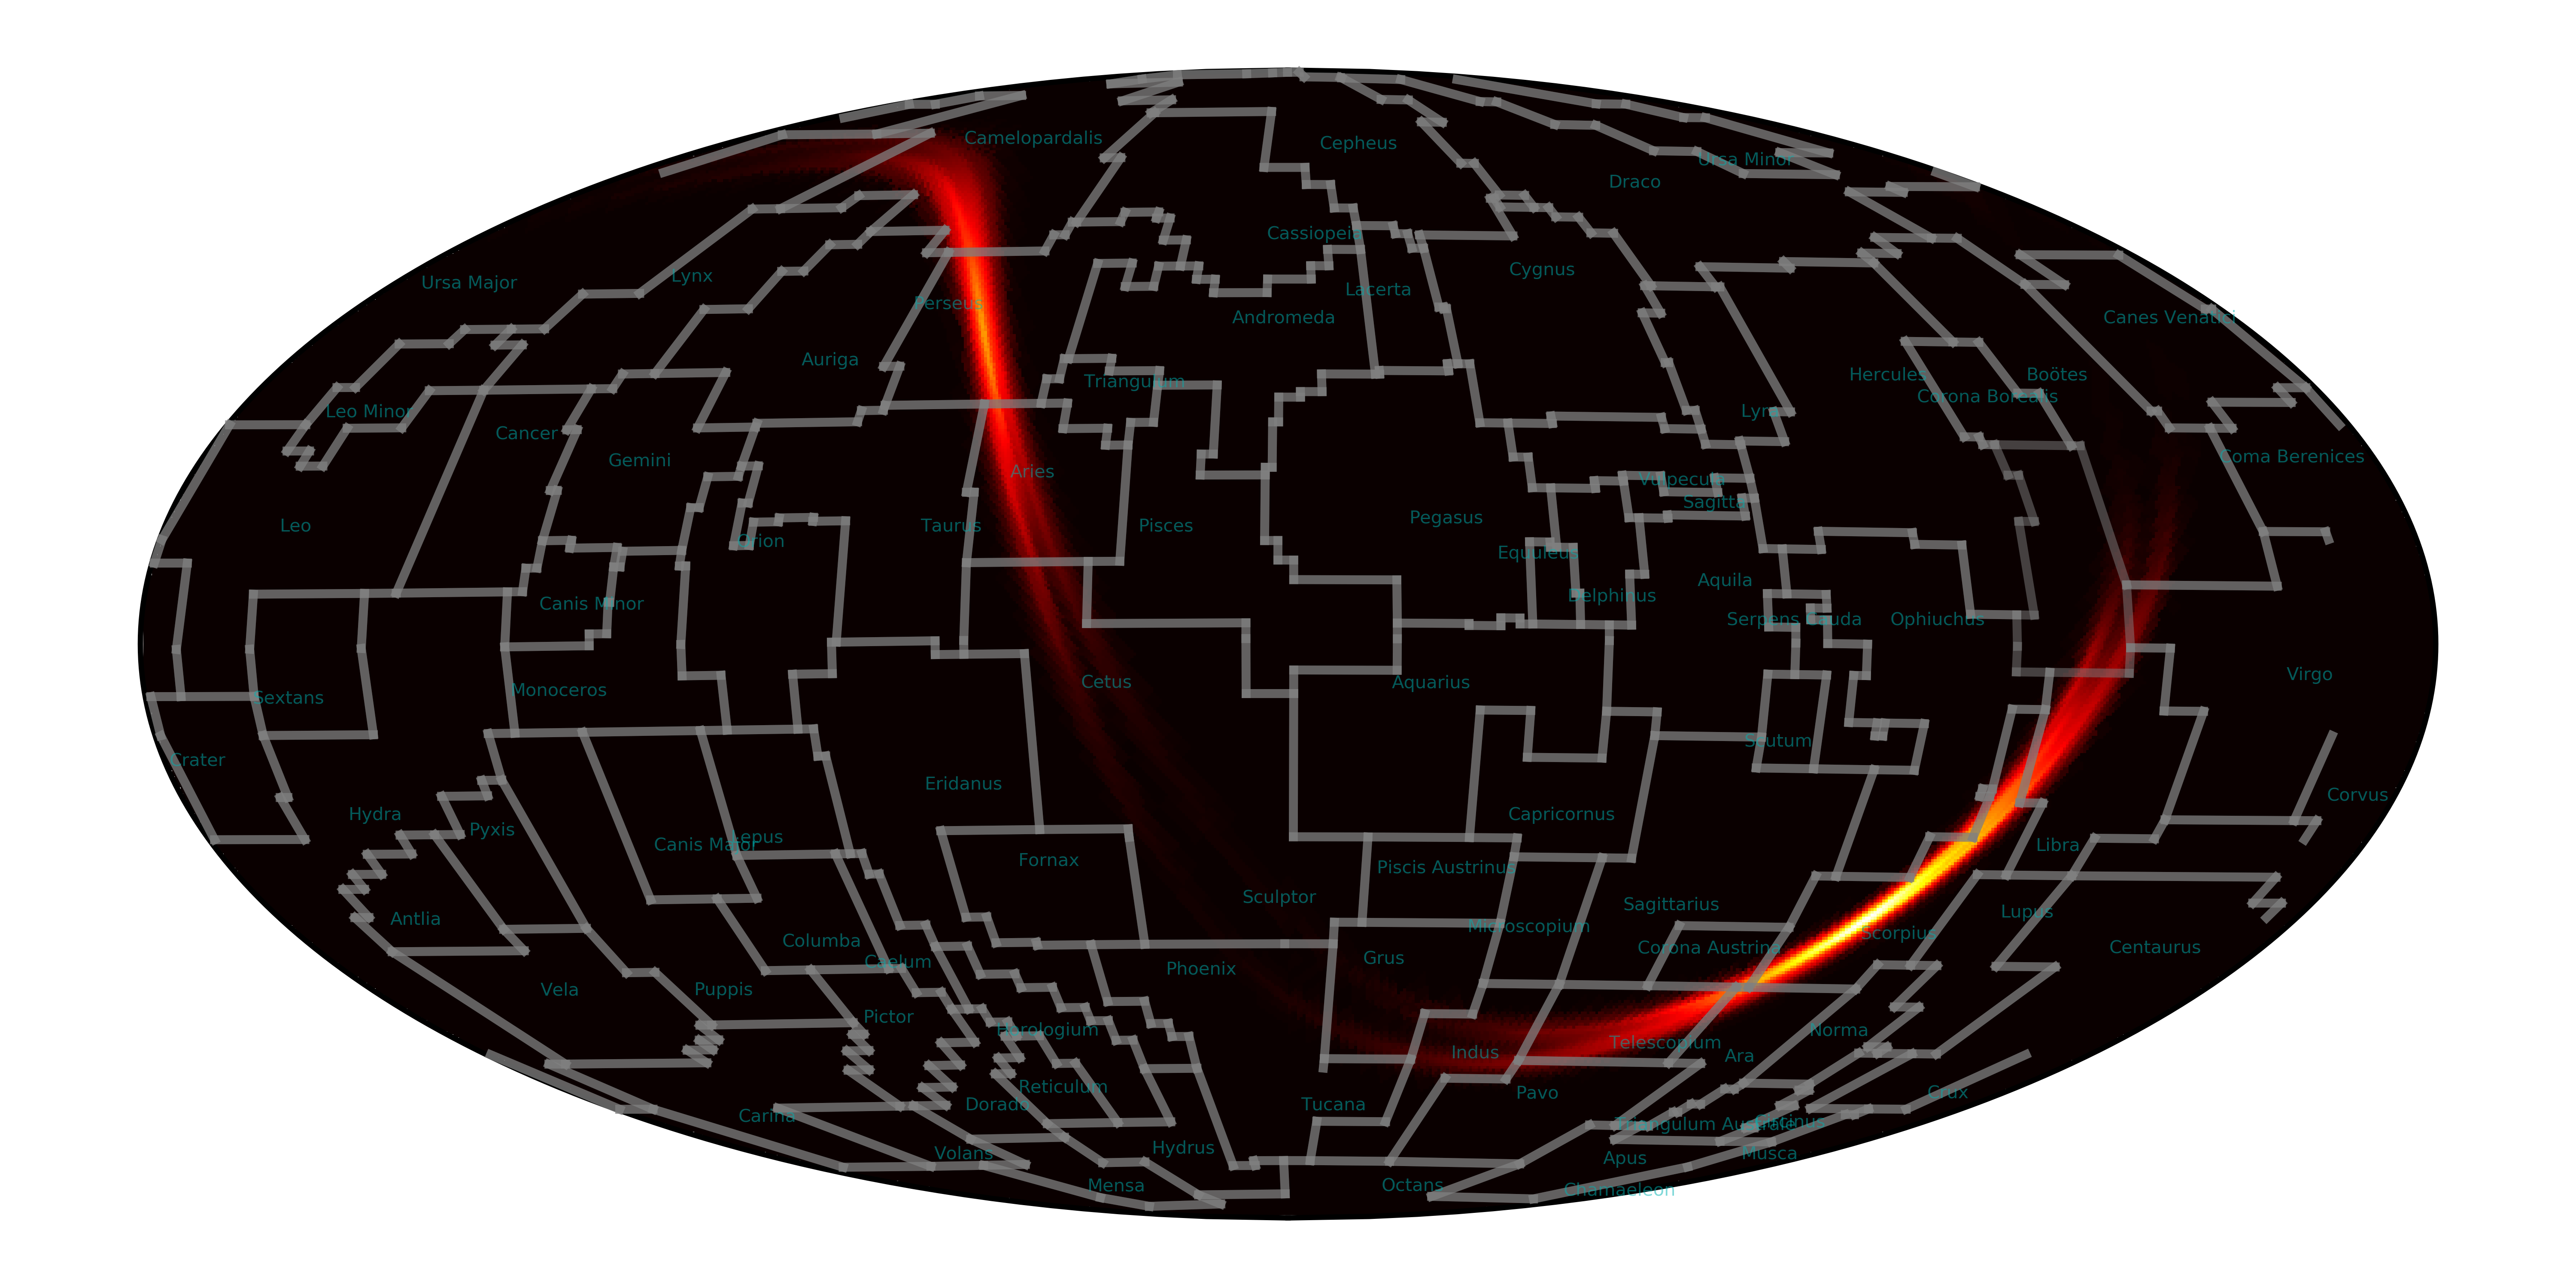 Camelopardalis
Cepheus
Ursa Minor
Draco
Cassiopeia
Cygnus
Lynx
Ursa Major
Lacerta
Perseus
Andromeda
Canes Venatici
Auriga
Hercules
Boötes
Triangulum
Corona Borealis
Leo Minor
Lyra
Cancer
Coma Berenices
Gemini
Aries
Vulpecula
Sagitta
Pegasus
Leo
Taurus
Pisces
Orion
Equuleus
Aquila
Delphinus
Canis Minor
Serpens Cauda
Ophiuchus
Virgo
Cetus
Aquarius
Monoceros
Sextans
Scutum
Crater
Eridanus
Corvus
Hydra
Capricornus
Pyxis
Lepus
Canis Major
Libra
Fornax
Piscis Austrinus
Sculptor
Sagittarius
Lupus
Antlia
Microscopium
Scorpius
Columba
Corona Austrina
Centaurus
Grus
Caelum
Phoenix
Vela
Puppis
Pictor
Horologium
Norma
Telescopium
Indus
Ara
Reticulum
Pavo
Crux
Dorado
Tucana
Carina
Circinus
Triangulum Australe
Hydrus
Volans
Musca
Apus
Mensa
Octans
Chamaeleon